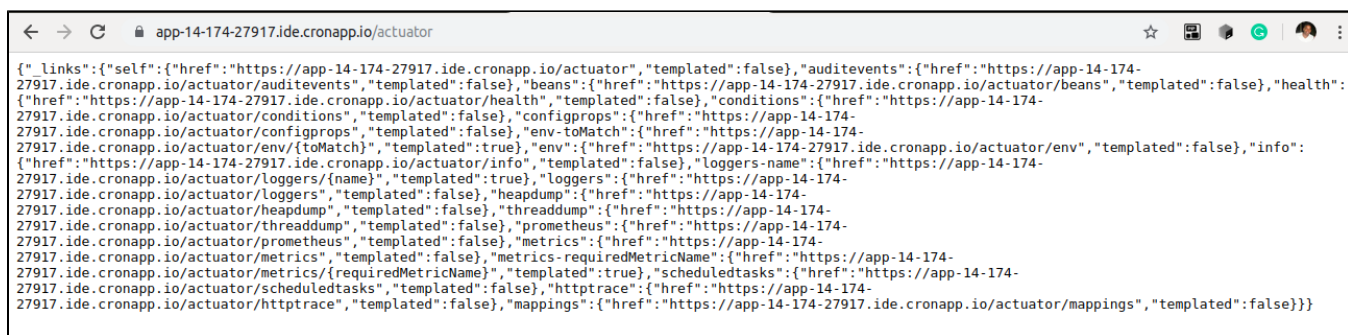 app-14-174-27917.ide.cronapp.io/actuator
{"_links":{"self":{"href":"https://app-14-174-27917.ide.cronapp.io/actuator","templated":false},"auditevents":{"href":"https://app-14-174-
27917.ide.cronapp.io/actuator/auditevents","templated":false},"beans":{"href":"https://app-14-174-27917.ide.cronapp.io/actuator/beans","templated":false},"health":
{"href":"https://app-14-174-27917.ide.cronapp.io/actuator/health","templated":false},"conditions":{"href":"https://app-14-174-
27917.ide.cronapp.io/actuator/conditions","templated":false},"configprops":{"href":"https://app-14-174-
27917.ide.cronapp.io/actuator/configprops","templated":false},"env-toMatch":{"href":"https://app-14-174-
27917.ide.cronapp.io/actuator/env/{toMatch}","templated":true},"env":{"href":"https://app-14-174-27917.ide.cronapp.io/actuator/env","templated":false},"info":
{"href":"https://app-14-174-27917.ide.cronapp.io/actuator/info","templated":false},"loggers-name":{"href":"https://app-14-174-
27917.ide.cronapp.io/actuator/loggers/{name}","templated":true},"loggers":{"href":"https://app-14-174-
27917.ide.cronapp.io/actuator/loggers","templated":false},"heapdump":{"href":"https://app-14-174-
27917.ide.cronapp.io/actuator/heapdump","templated":false},"threaddump":{"href":"https://app-14-174-
27917.ide.cronapp.io/actuator/threaddump","templated":false},"prometheus":{"href":"https://app-14-174-
27917.ide.cronapp.io/actuator/prometheus","templated":false},"metrics":{"href":"https://app-14-174-
27917.ide.cronapp.io/actuator/metrics","templated":false},"metrics-requiredMetricName":{"href":"https://app-14-174-
27917.ide.cronapp.io/actuator/metrics/{requiredMetricName}","templated":true},"scheduledtasks":{"href":"https://app-14-174-
27917.ide.cronapp.io/actuator/scheduledtasks","templated":false},"httptrace":{"href":"https://app-14-174-
27917.ide.cronapp.io/actuator/httptrace","templated":false},"mappings":{"href":"https://app-14-174-27917.ide.cronapp.io/actuator/mappings","templated":false}}}